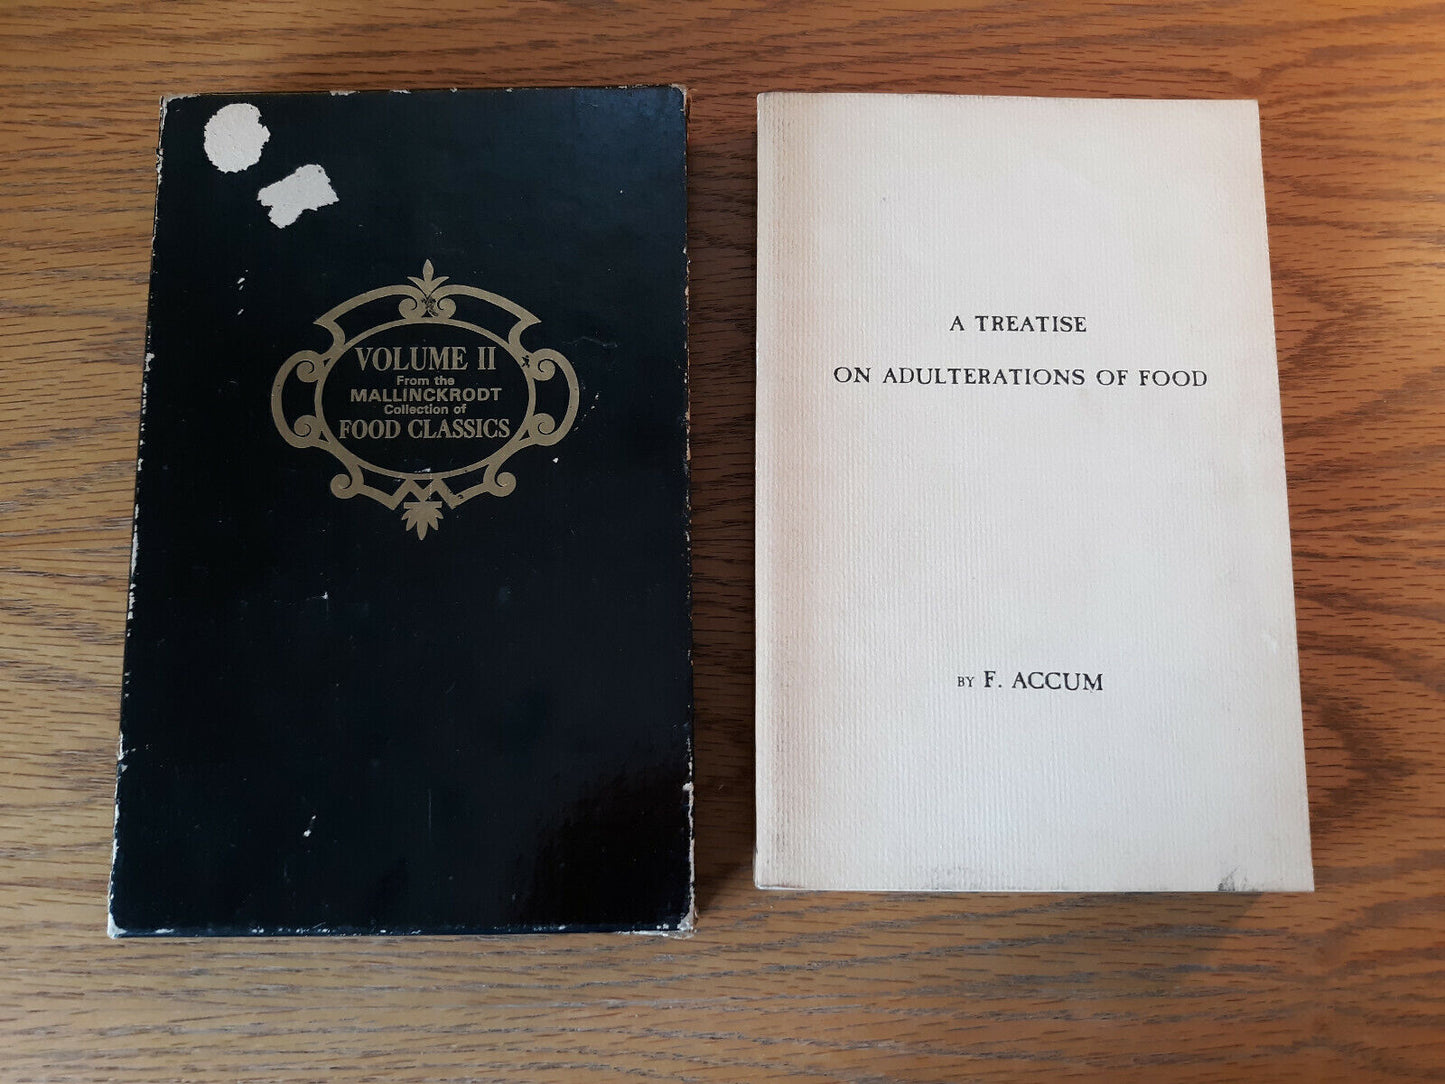 VOLUME II
From the
MALLINCKRODT
Collection of
FOOD CLASSICS
A TREATISE
ON ADULTERATIONS OF FOOD
BY F. ACCUM